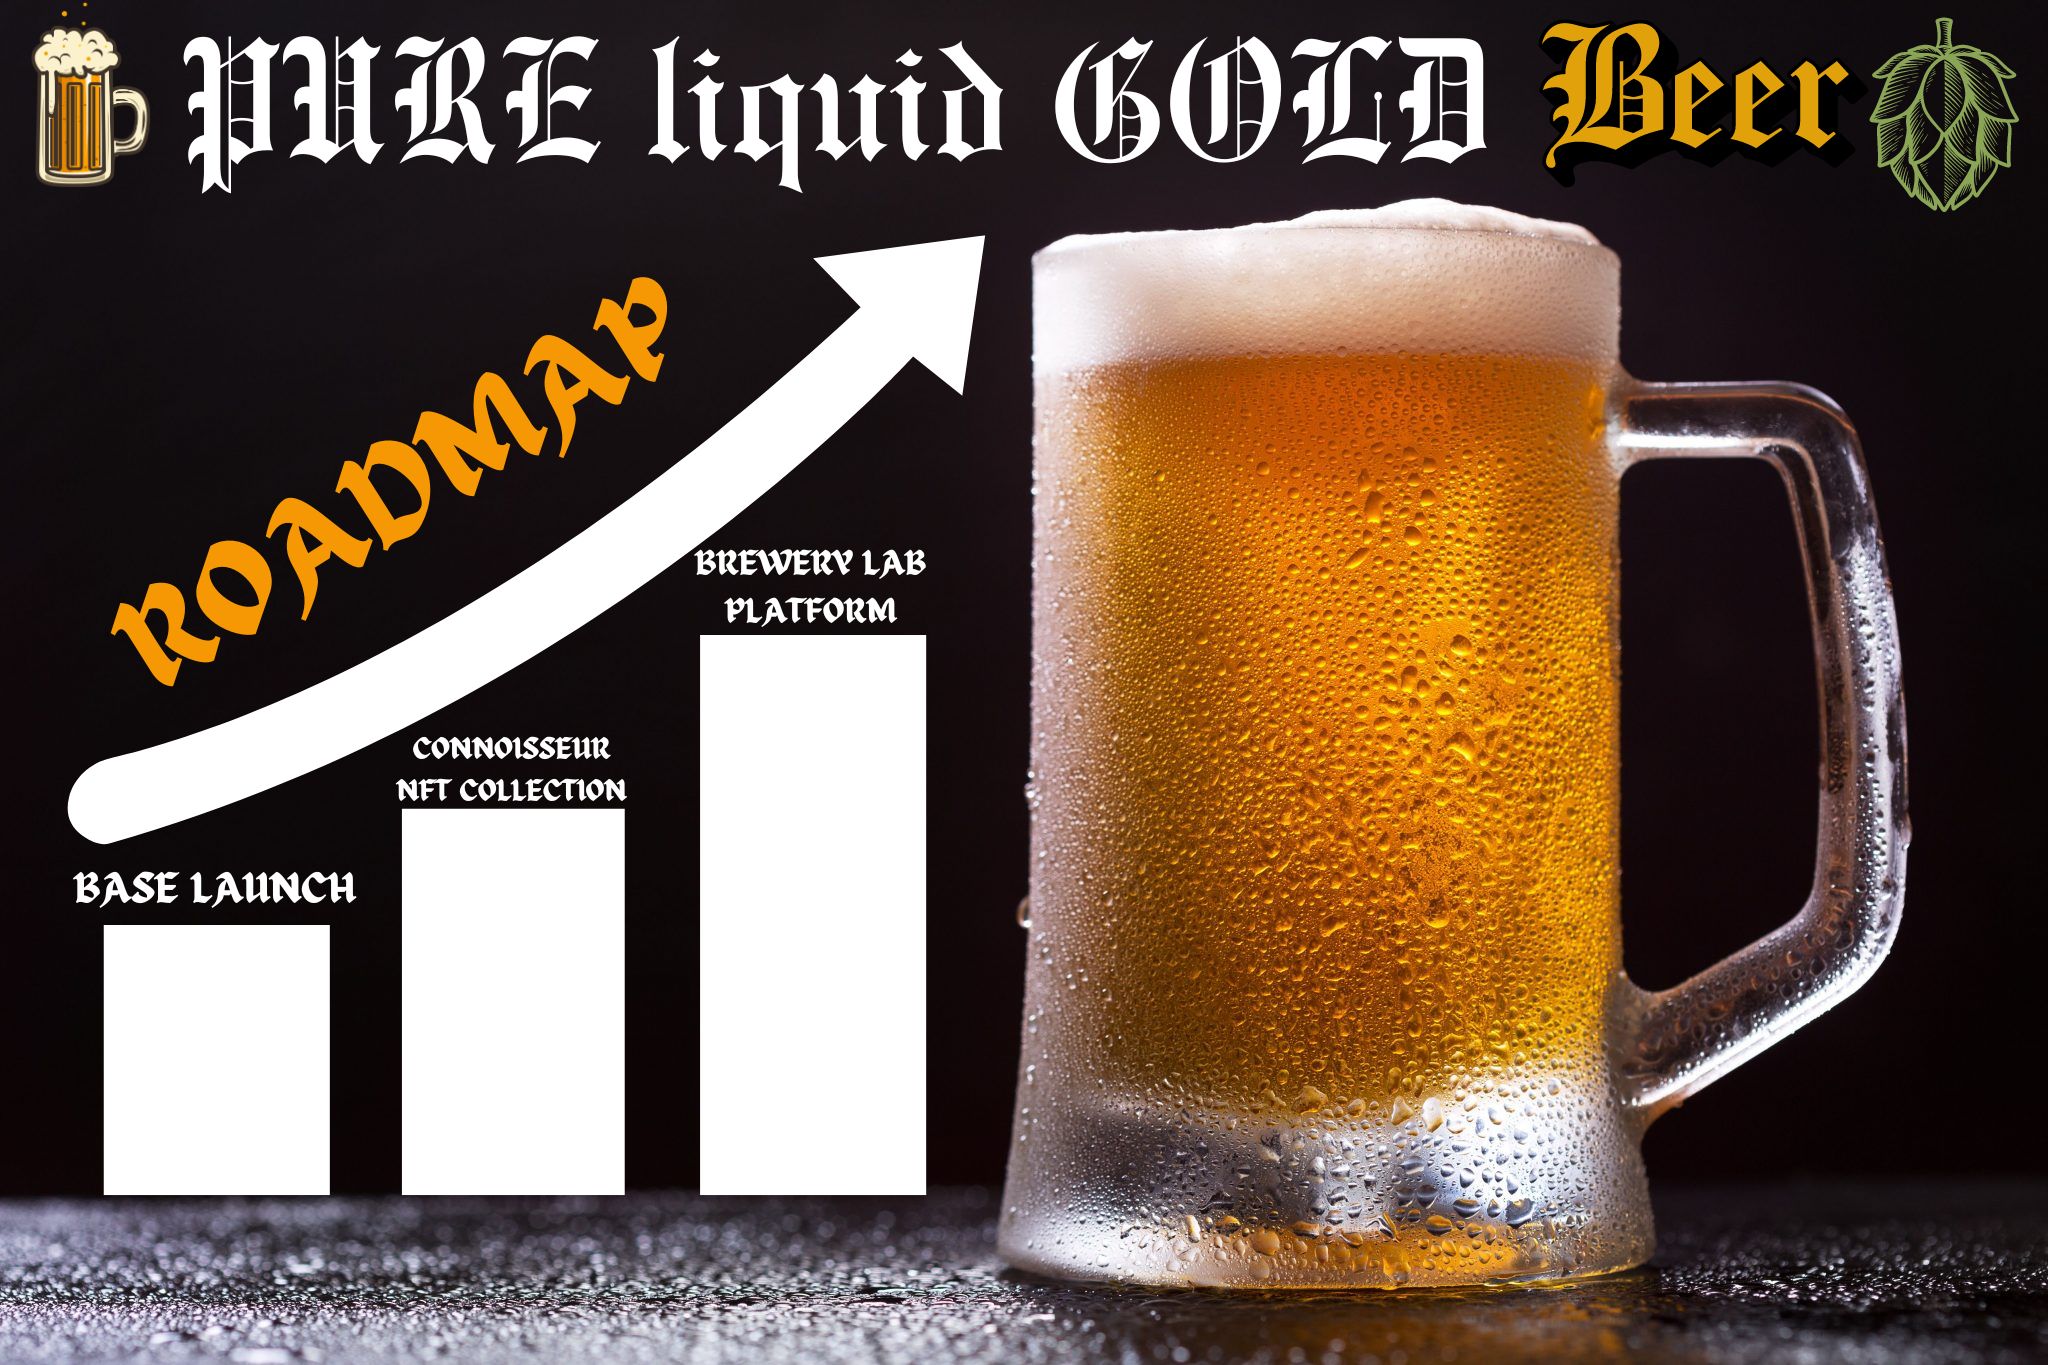 PURE liquid GOLD Beer
ROADMAP
BREWERY LAB
PLATFORM
CONNOISSEUR
NFT COLLECTION
BASE LAUNCH